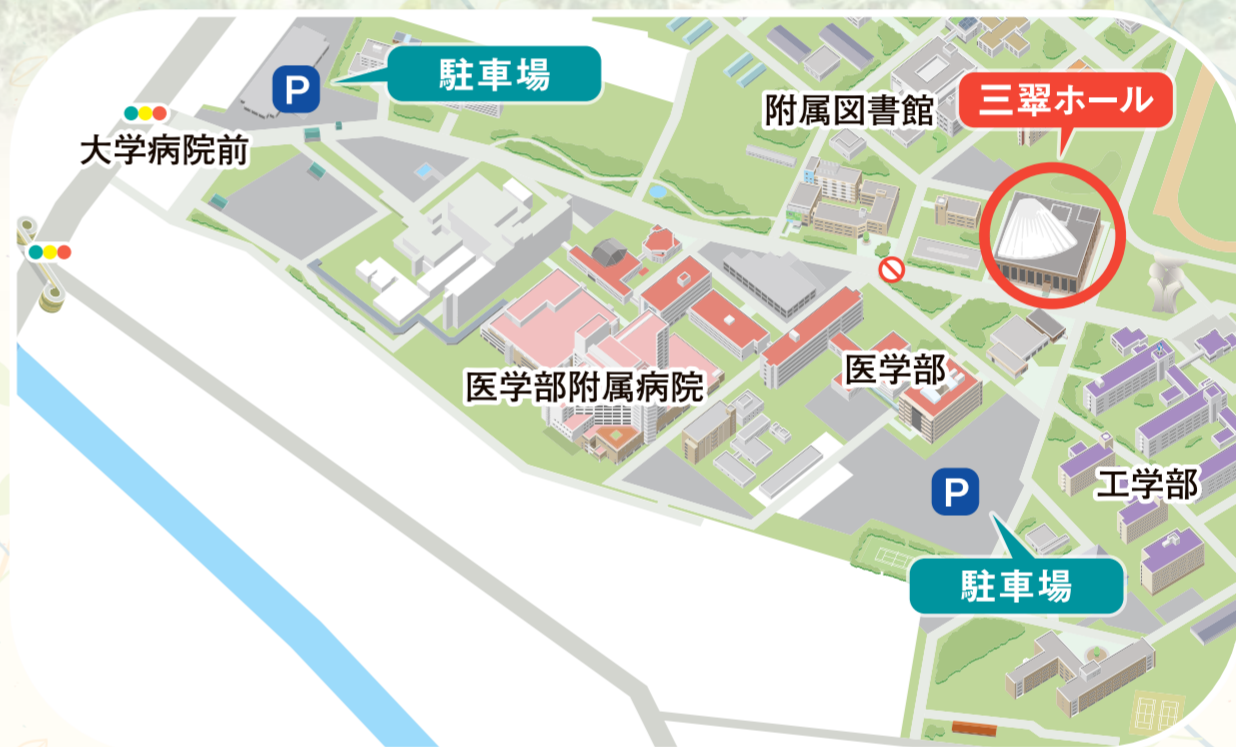 P
駐車場
附属図書館
三翠ホール
大学病院前
医学部附属病院
医学部
工学部
P
駐車場